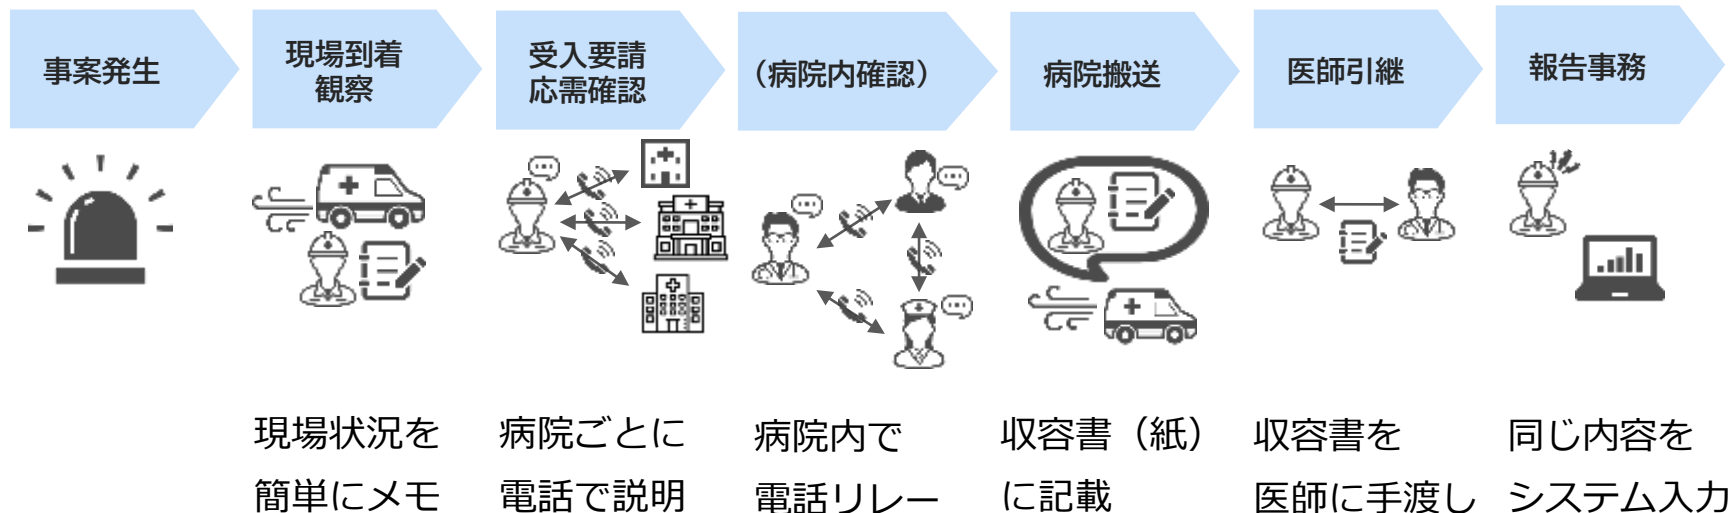 事案発生
現場到着
観察
受入要請
応需確認
（病院内確認）
病院搬送
医師引継
報告事務
現場状況を
簡単にメモ
病院ごとに
電話で説明
病院内で
電話リレー
収容書（紙）
に記載
収容書を
医師に手渡し
同じ内容を
システム入力